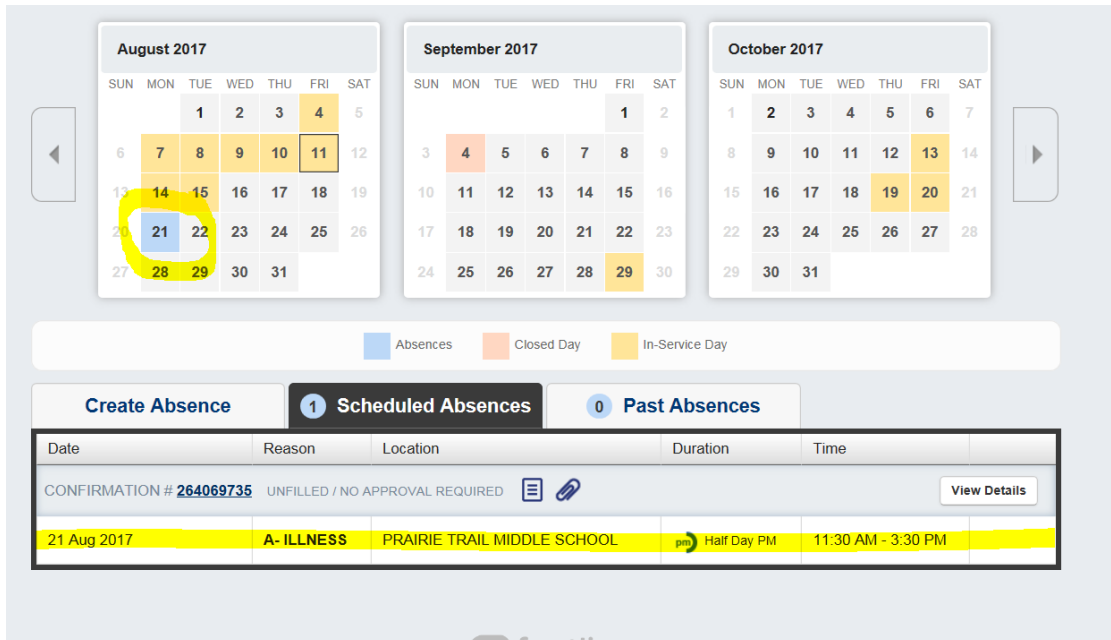 August 2017
SUN MON TUE WED THU FRI SAT
1 2 3 4 5
6 7 8 9 10 11 12
13 14 15 16 17 18 19
20 21 22 23 24 25 26
27 28 29 30 31
September 2017
SUN MON TUE WED THU FRI SAT
1 2
3 4 5 6 7 8 9
10 11 12 13 14 15 16
17 18 19 20 21 22 23
24 25 26 27 28 29 30
October 2017
SUN MON TUE WED THU FRI SAT
1 2 3 4 5 6 7
8 9 10 11 12 13 14
15 16 17 18 19 20 21
22 23 24 25 26 27 28
29 30 31
Absences Closed Day In-Service Day
Create Absence 1 Scheduled Absences 0 Past Absences
Date Reason Location Duration Time
CONFIRMATION # 264069735 UNFILLED / NO APPROVAL REQUIRED View Details
21 Aug 2017 A- ILLNESS PRAIRIE TRAIL MIDDLE SCHOOL pm Half Day PM 11:30 AM - 3:30 PM